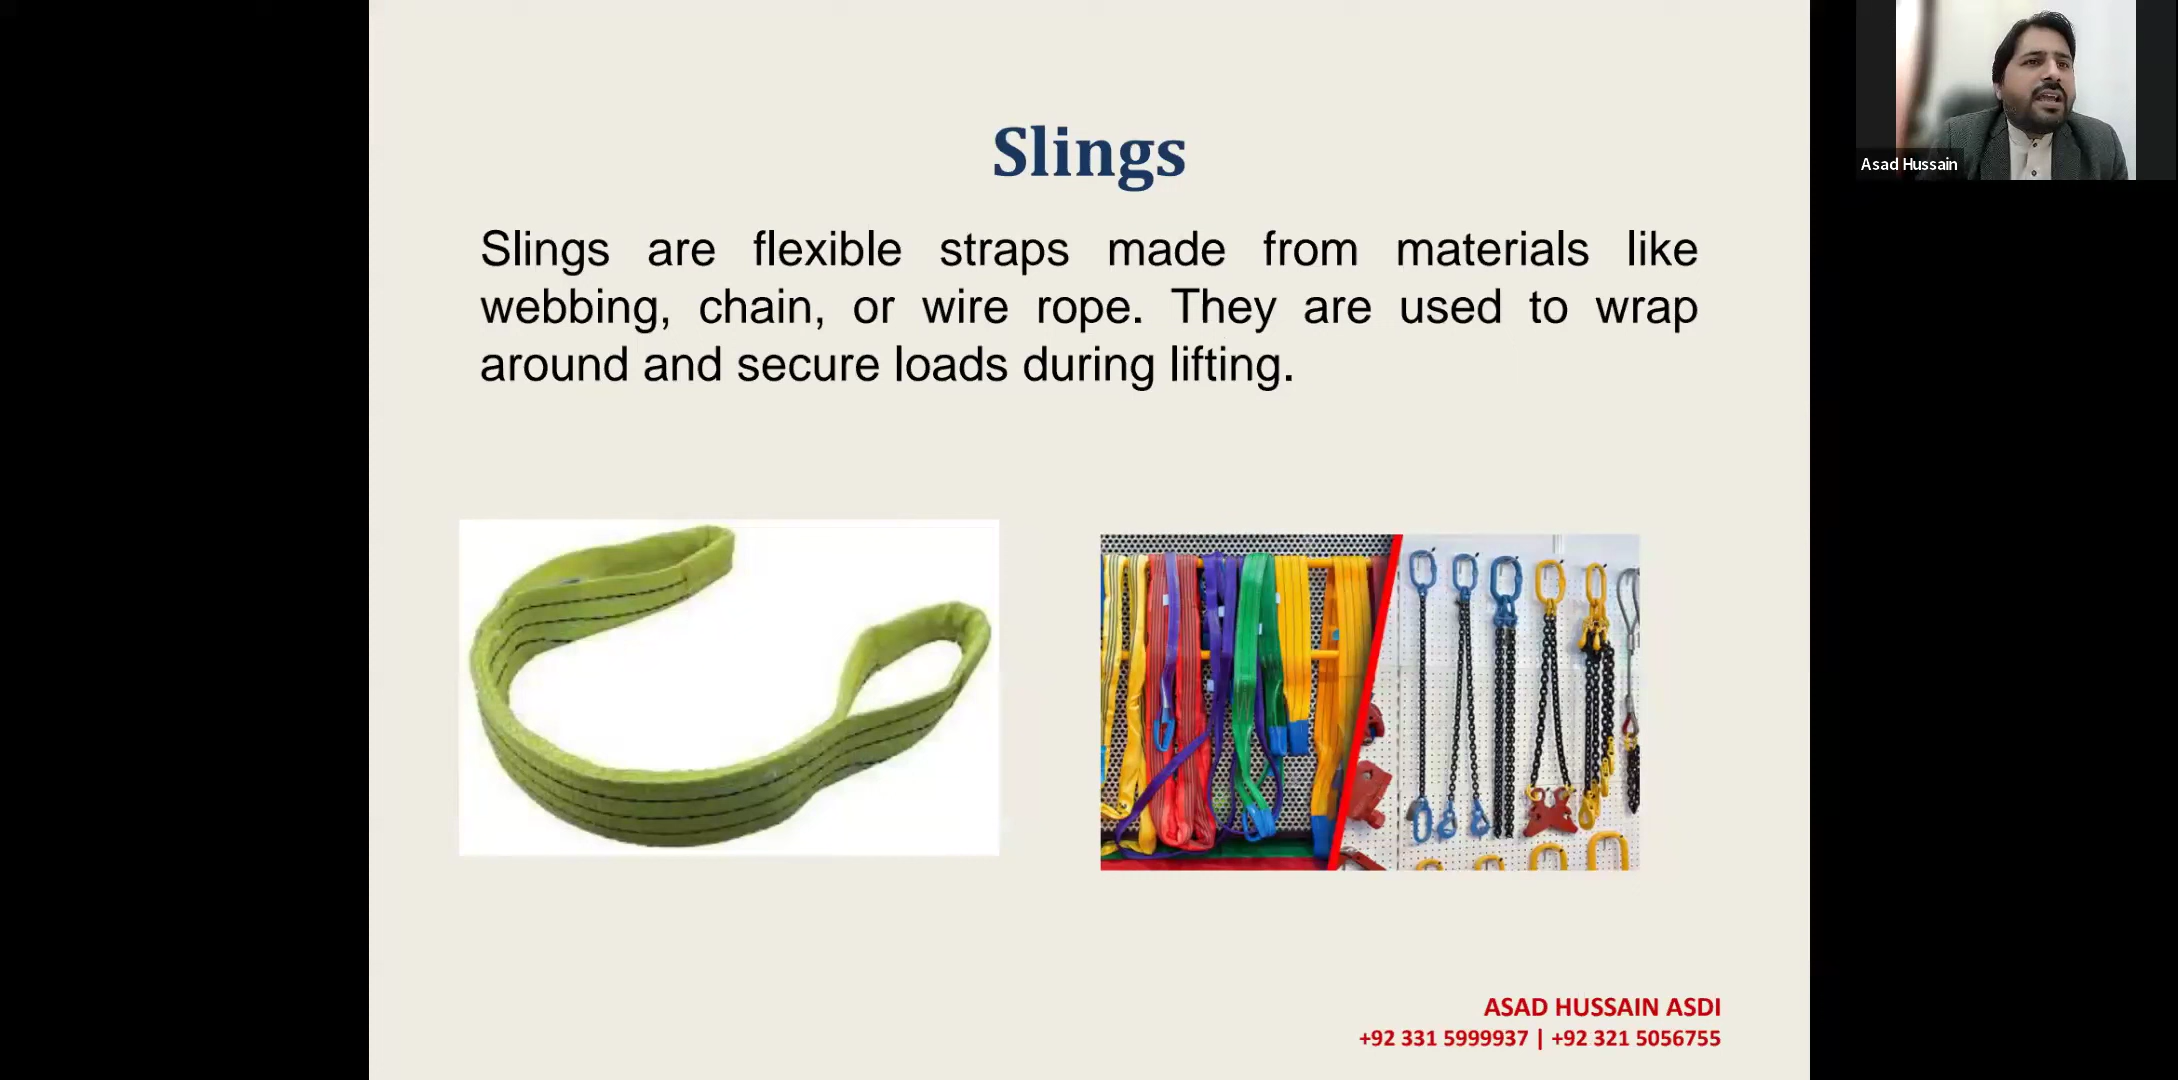 Slings
Slings are flexible straps made from materials like
webbing, chain, or wire rope. They are used to wrap
around and secure loads during lifting.
ASAD HUSSAIN ASDI
+92 331 5999937 | +92 321 5056755
Asad Hussain